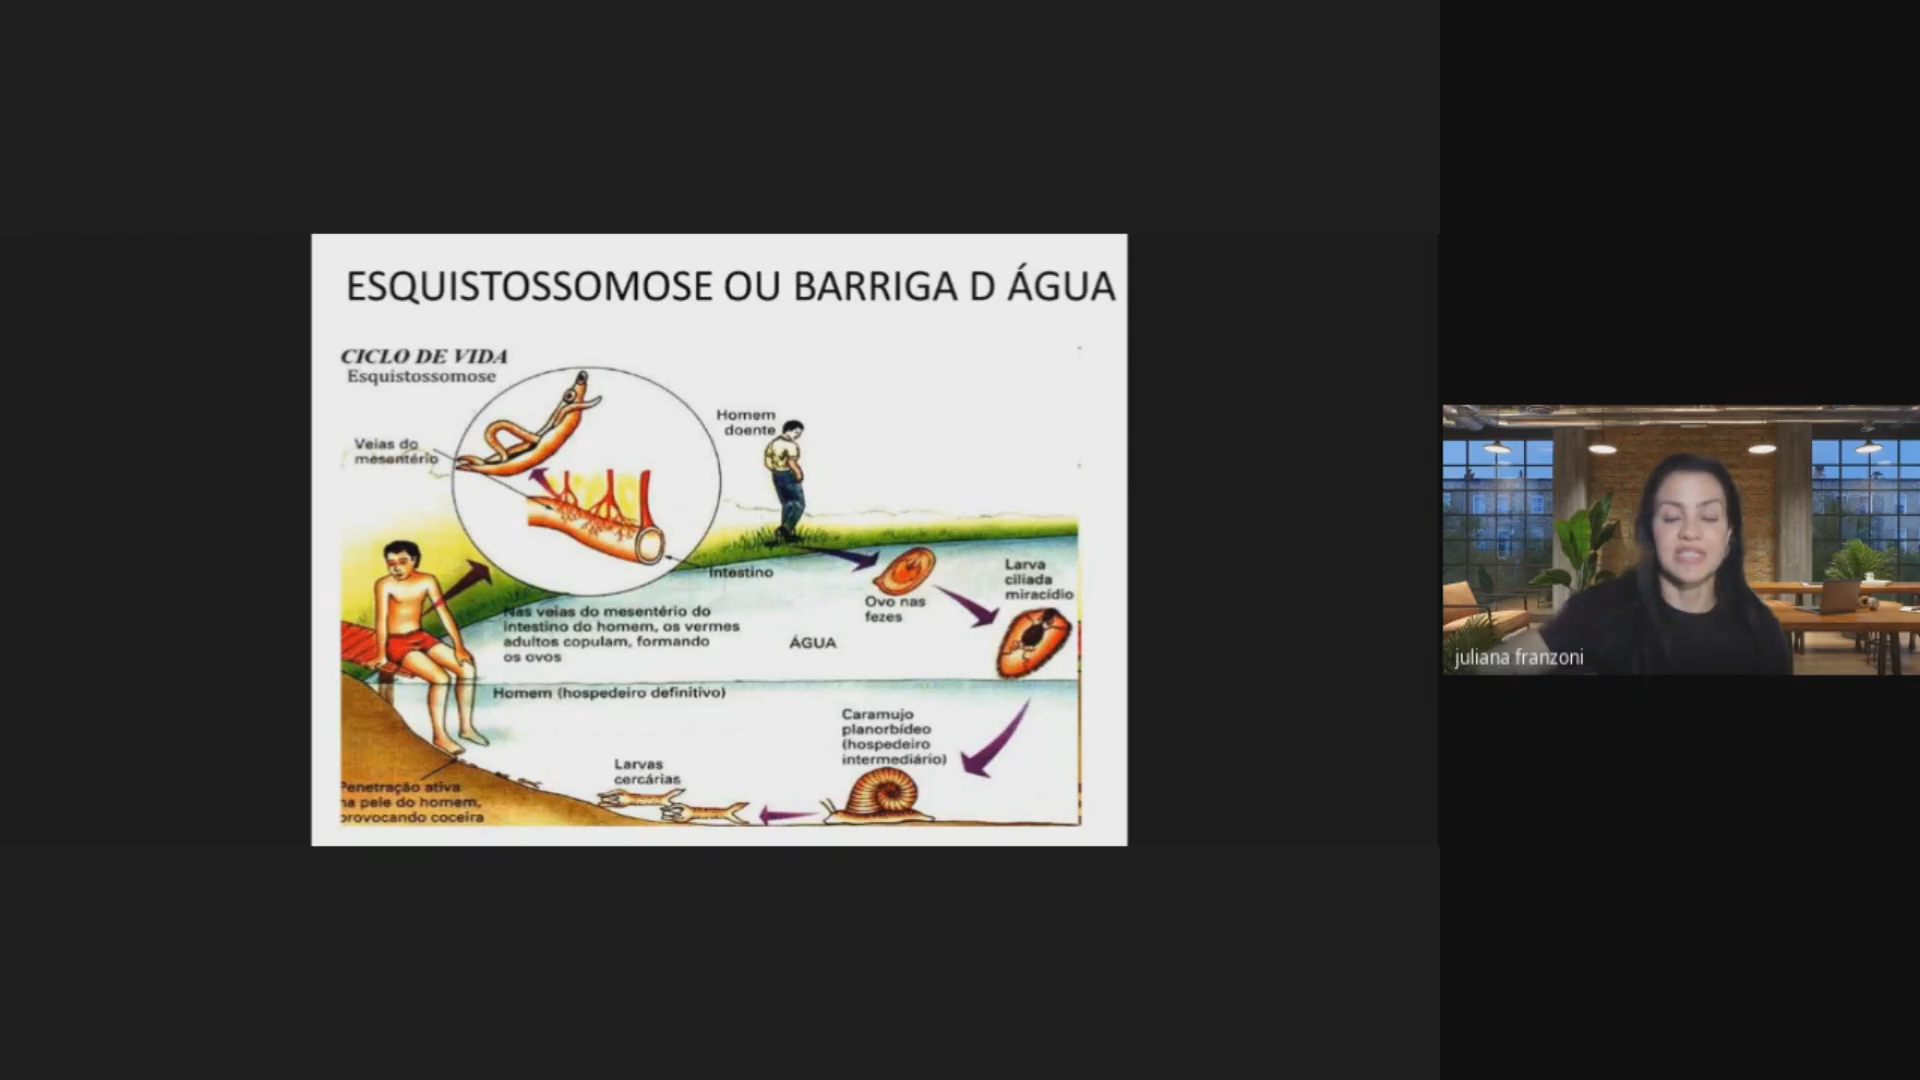 ESQUISTOSSOMOSE OU BARRIGA D ÁGUA
CICLO DE VIDA
Esquistossomose
Veias do
mesentério
Homem
doente
Intestino
Ovo nas
fezes
Larva
ciliada
miracídio
Nas veias do mesentério do
intestino do homem, os vermes
adultos copulam, formando
os ovos
ÁGUA
Homem (hospedeiro definitivo)
Caramujo
planorbídeo
(hospedeiro
intermediário)
Larvas
cercárias
Penetração ativa
na pele do homem,
provocando coceira
juliana franzoni